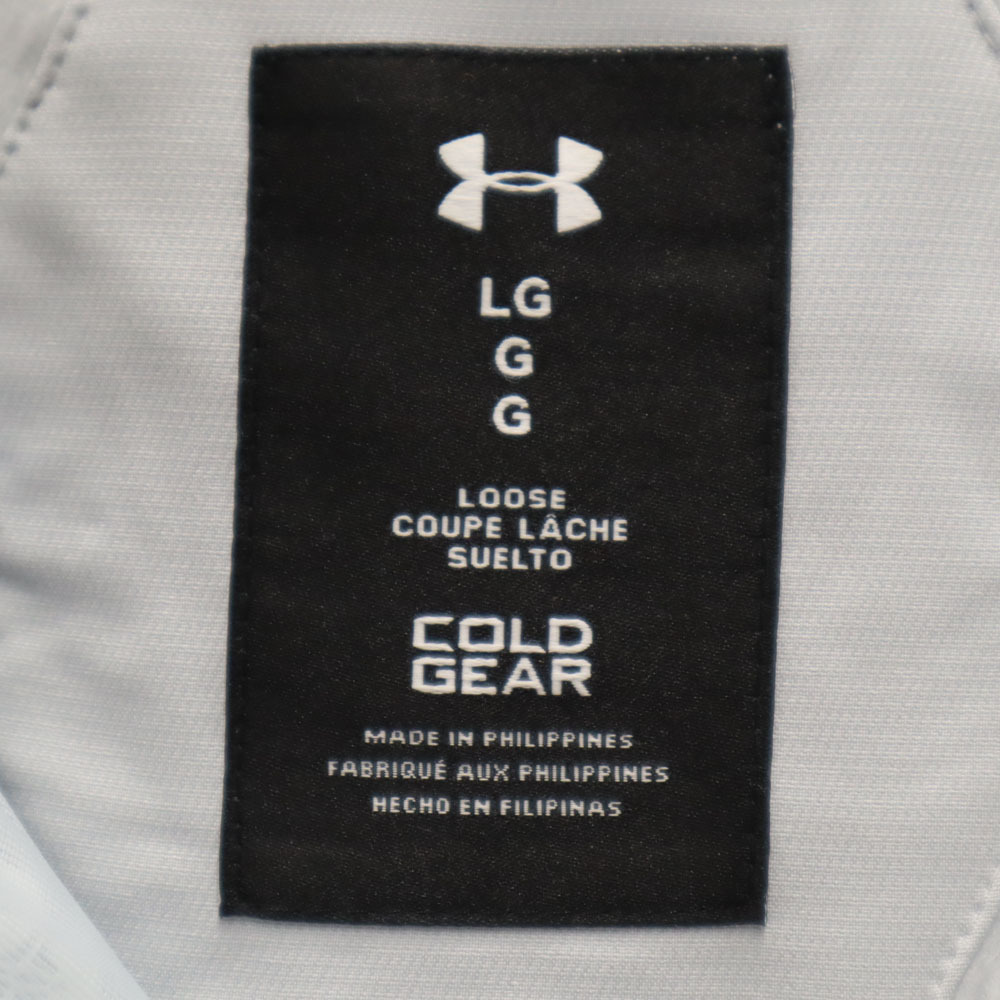 LG
G
G
LOOSE
COUPE LÂCHE
SUELTO
COLD
GEAR
MADE IN PHILIPPINES
FABRIQUÉ AUX PHILIPPINES
HECHO EN FILIPINAS